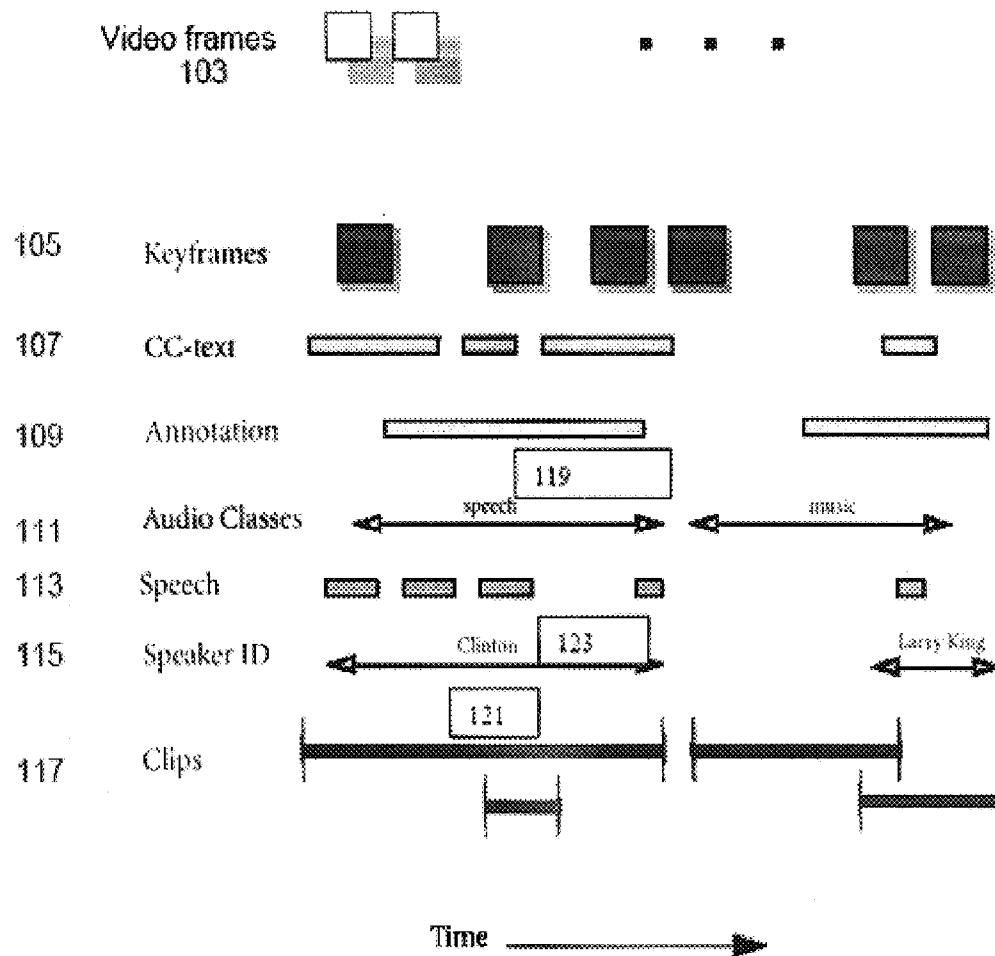 Video frames
103
105 Keyframes
107 CC-text
109 Annotation
119
111 Audio Classes speech music
113 Speech
115 Speaker ID Clinton 123 Larry King
121
117 Clips
Time